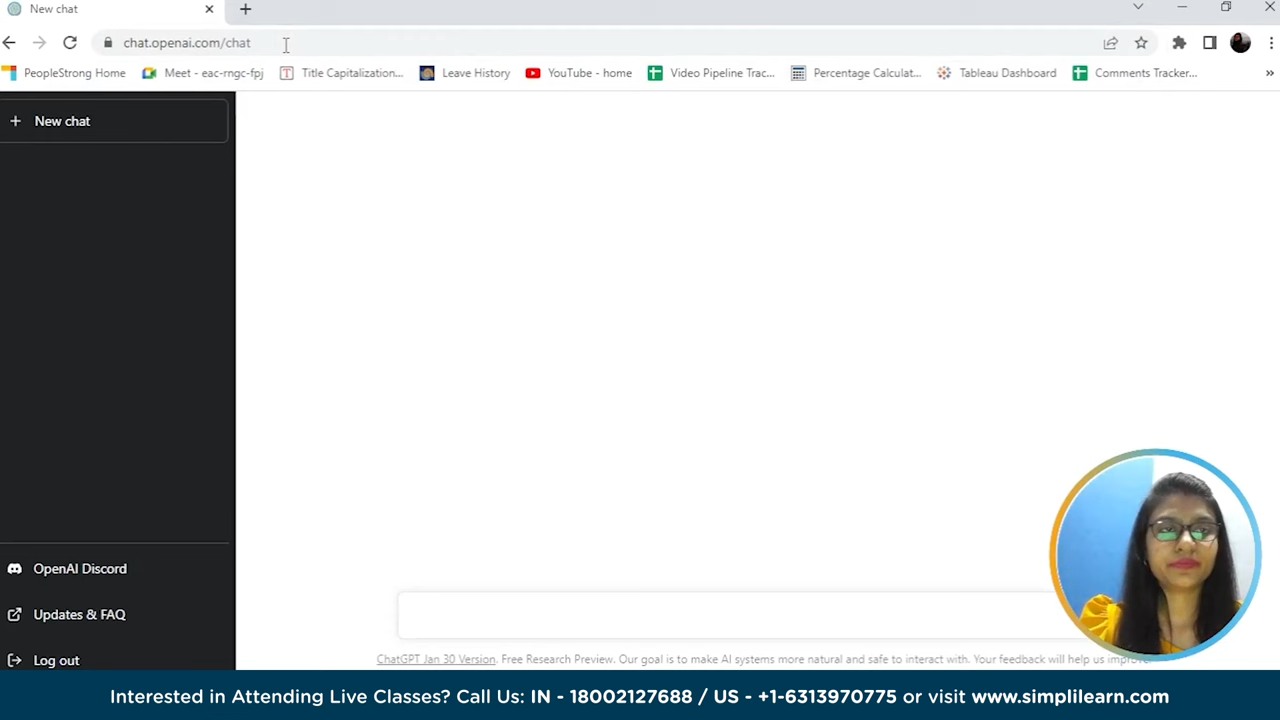 New chat
chat.openai.com/chat
PeopleStrong Home
Meet - eac-rngc-fpj
Title Capitalization...
Leave History
YouTube - home
Video Pipeline Trac...
Percentage Calculat...
Tableau Dashboard
Comments Tracker...
New chat
OpenAI Discord
Updates & FAQ
Log out
ChatGPT Jan 30 Version. Free Research Preview. Our goal is to make AI systems more natural and safe to interact with. Your feedback will help us improve.
Interested in Attending Live Classes? Call Us: IN - 18002127688 / US - +1-6313970775 or visit www.simplilearn.com